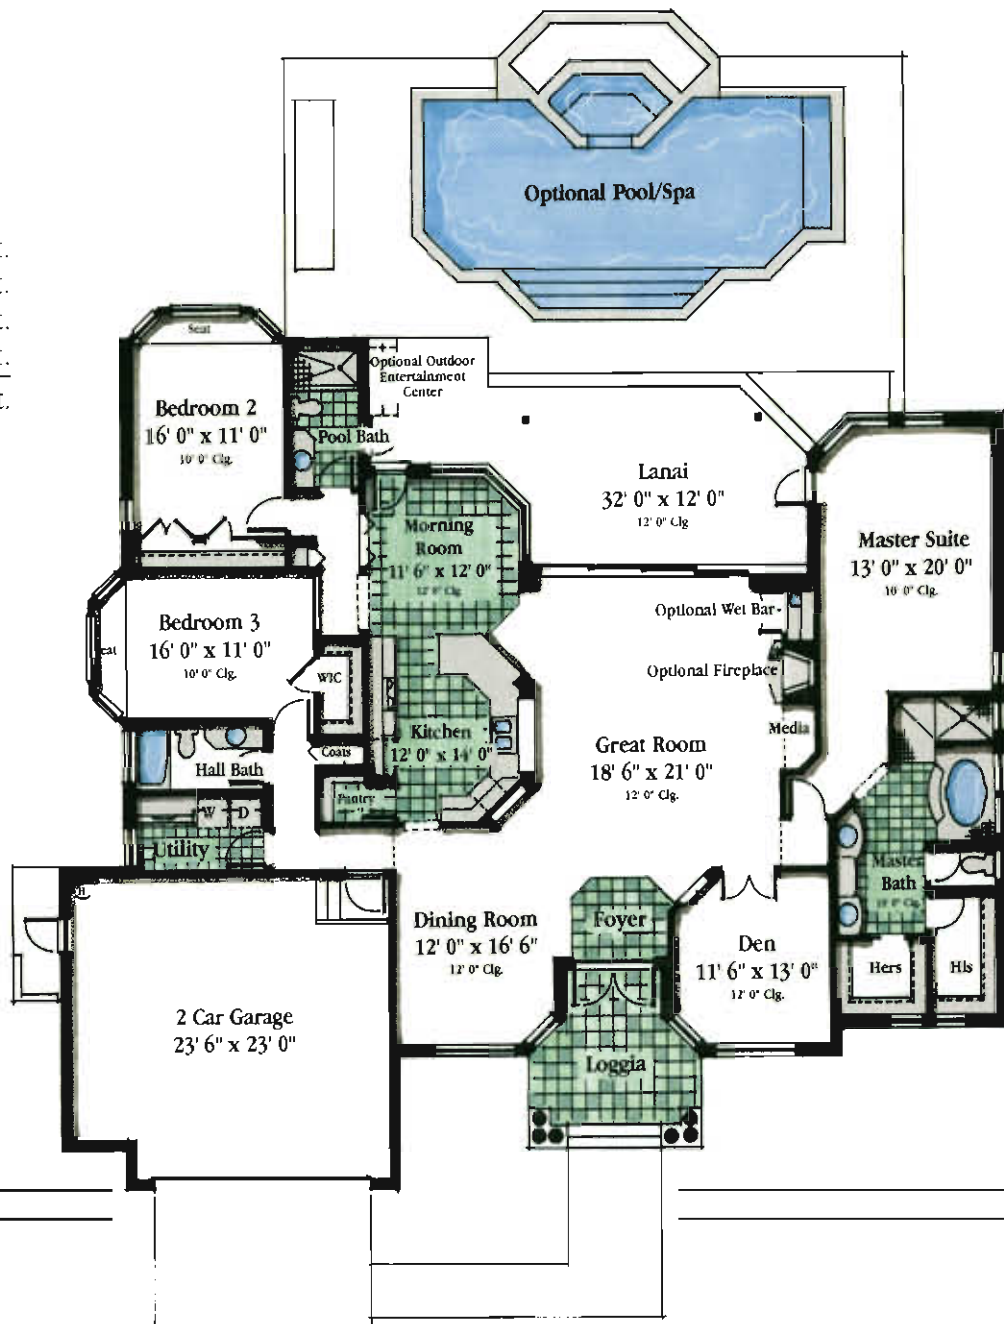 Optional Pool/Spa
Seat
Optional Outdoor
Entertainment
Center
Bedroom 2
16' 0" x 11' 0"
10' 0" Clg.
Pool Bath
Lanai
32' 0" x 12' 0"
12' 0" Clg
Morning
Room
11' 6" x 12' 0"
12' 0" Clg
Master Suite
13' 0" x 20' 0"
10' 0" Clg.
Optional Wet Bar
Bedroom 3
16' 0" x 11' 0"
10' 0" Clg.
eat
WIC
Optional Fireplace
Media
Kitchen
12' 0" x 14' 0"
Great Room
18' 6" x 21' 0"
12' 0" Clg.
Coats
Hall Bath
Pantry
W D
Utility
H
Master
Bath
Foyer
Dining Room
12' 0" x 16' 6"
12' 0" Clg.
Den
11' 6" x 13' 0"
12' 0" Clg.
Hers
His
2 Car Garage
23' 6" x 23' 0"
Loggia